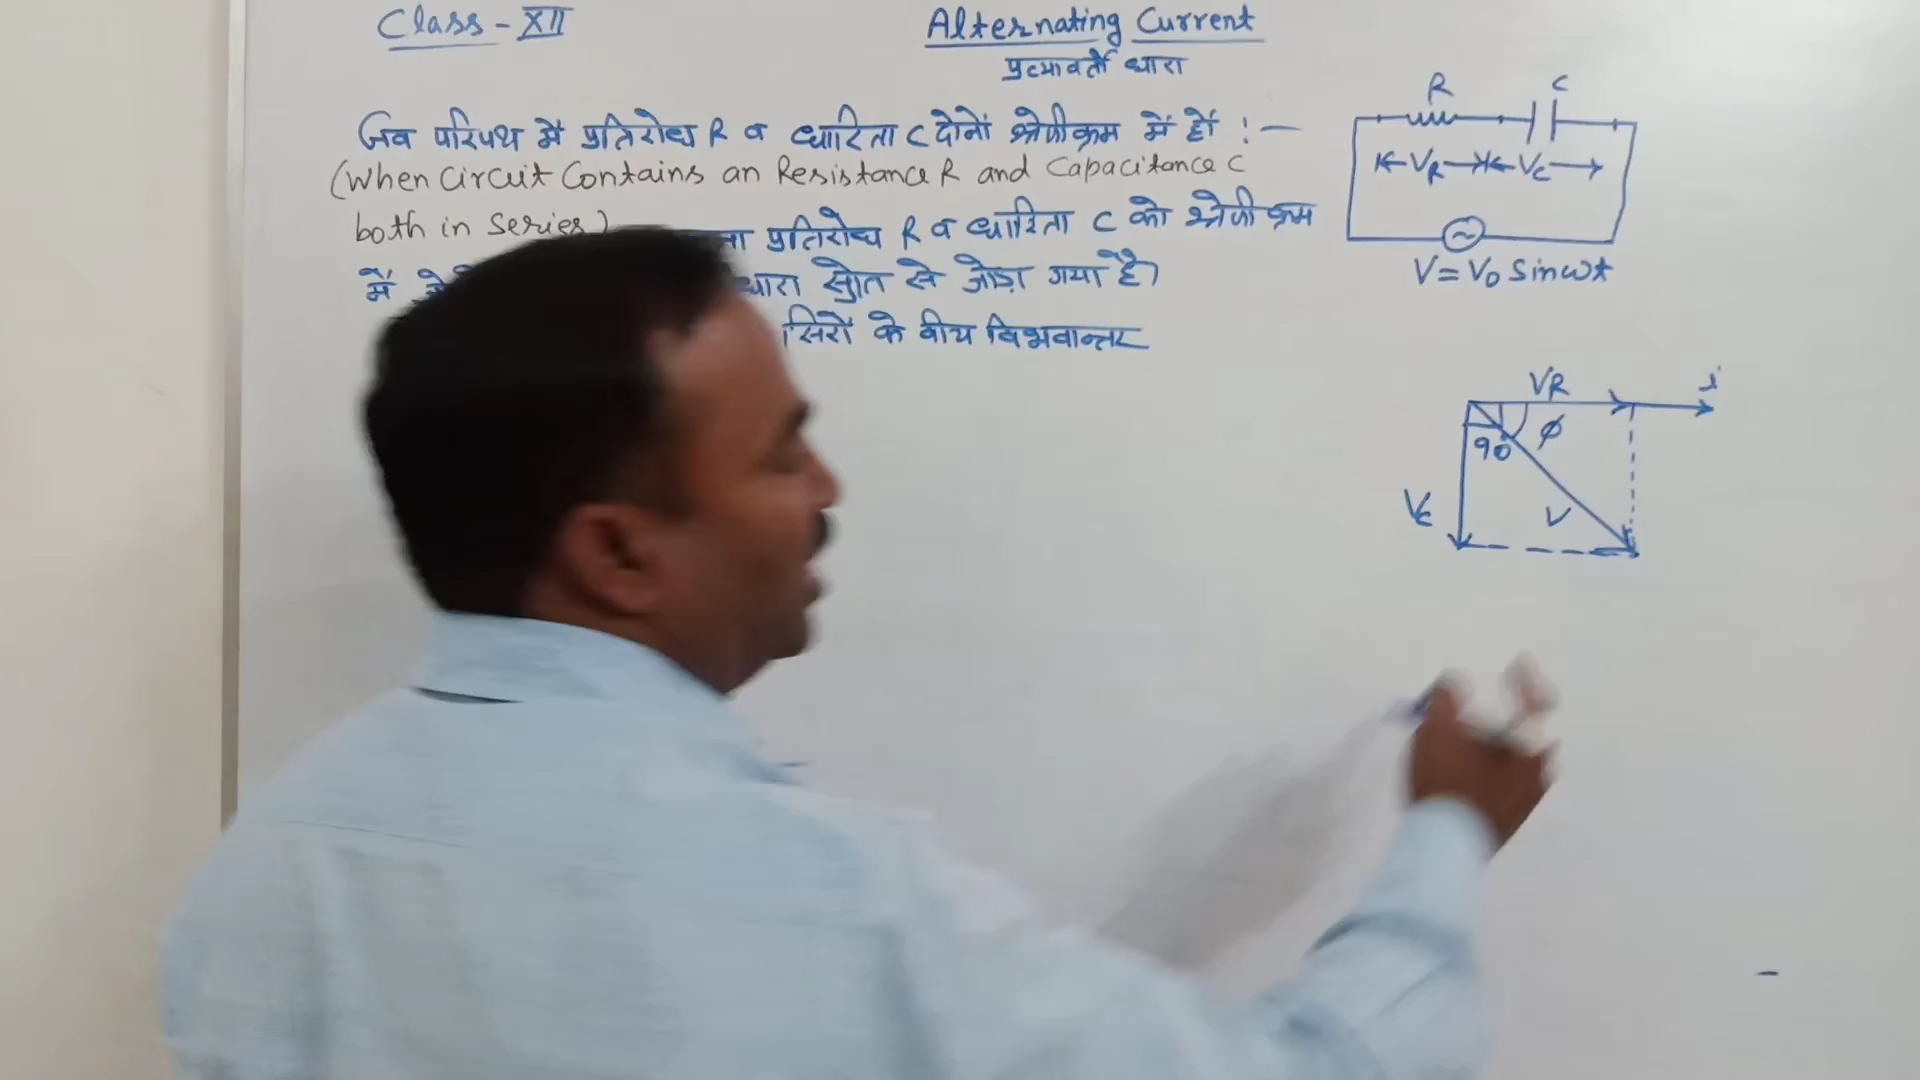 Class - XII
Alternating Current
प्रत्यावर्ती धारा
जब परिपथ में प्रतिरोध R व धारिता C दोनों श्रेणीक्रम में हों :-
(When Circuit Contains an Resistance R and Capacitance C
both in Series)
प्रतिरोध R व धारिता C को श्रेणीक्रम
में
धारा स्रोत से जोड़ा गया है।
सिरों के बीच विभवान्तर
R C
VR VC
~
V = V0 Sinωt
VR i
90° φ
VC V